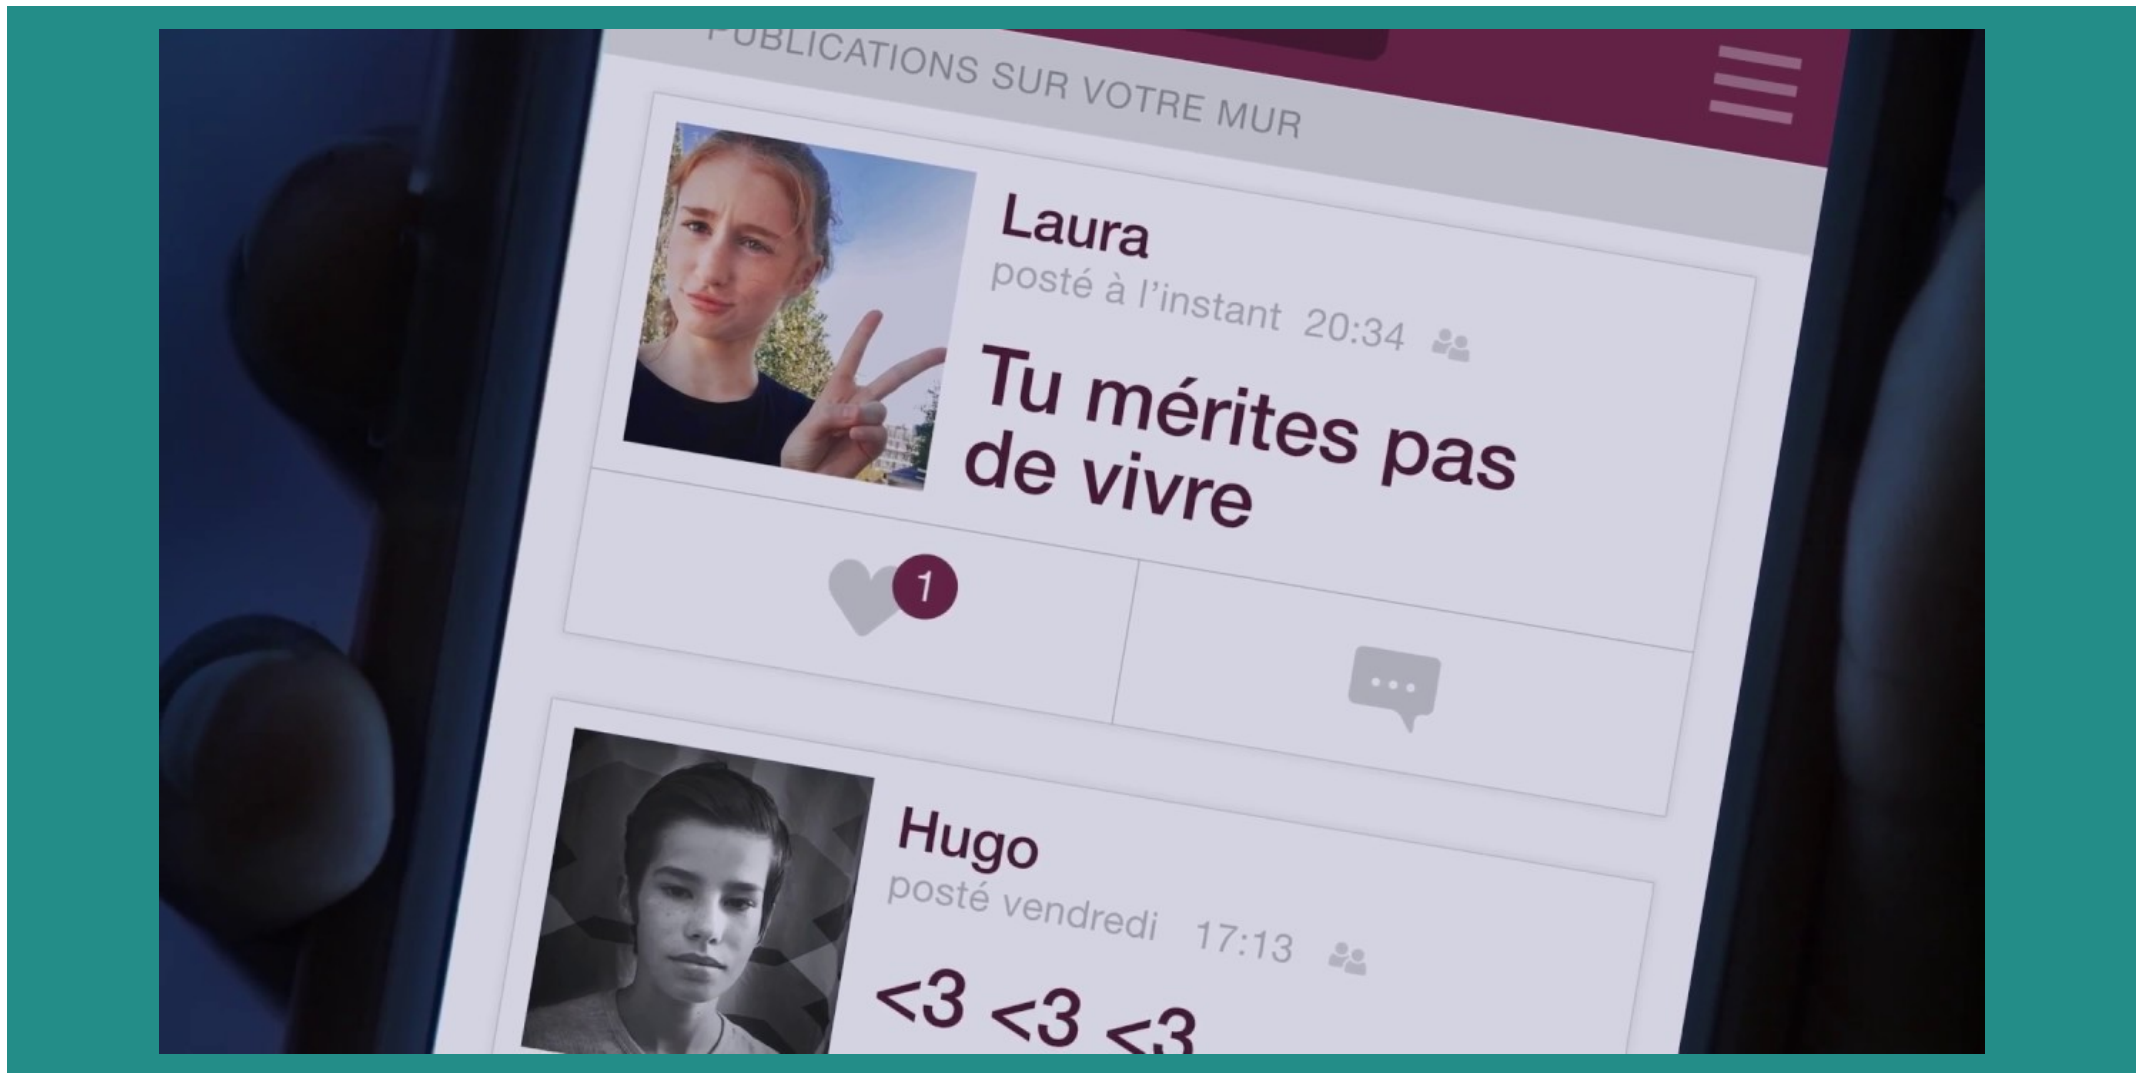 PUBLICATIONS SUR VOTRE MUR
Laura
posté à l'instant 20:34
Tu mérites pas
de vivre
1
Hugo
posté vendredi 17:13
<3 <3 <3